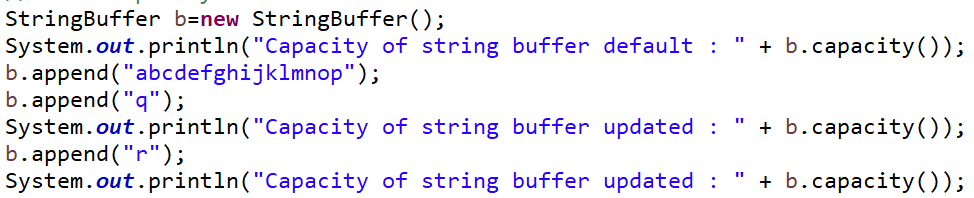 StringBuffer b=new StringBuffer();
System.out.println("Capacity of string buffer default : " + b.capacity());
b.append("abcdefghijklmnop");
b.append("q");
System.out.println("Capacity of string buffer updated : " + b.capacity());
b.append("r");
System.out.println("Capacity of string buffer updated : " + b.capacity());